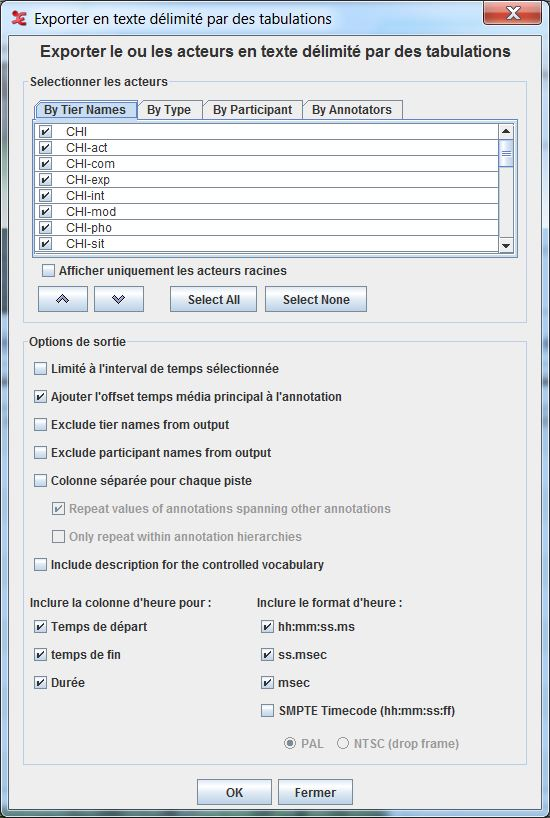 Exporter en texte délimité par des tabulations
Exporter le ou les acteurs en texte délimité par des tabulations
Selectionner les acteurs
By Tier Names By Type By Participant By Annotators
CHI
CHI-act
CHI-com
CHI-exp
CHI-int
CHI-mod
CHI-pho
CHI-sit
Afficher uniquement les acteurs racines
Select All Select None
Options de sortie
Limité à l'interval de temps sélectionnée
Ajouter l'offset temps média principal à l'annotation
Exclude tier names from output
Exclude participant names from output
Colonne séparée pour chaque piste
Repeat values of annotations spanning other annotations
Only repeat within annotation hierarchies
Include description for the controlled vocabulary
Inclure la colonne d'heure pour : Inclure le format d'heure :
Temps de départ hh:mm:ss.ms
temps de fin ss.msec
Durée msec
SMPTE Timecode (hh:mm:ss:ff)
PAL NTSC (drop frame)
OK Fermer